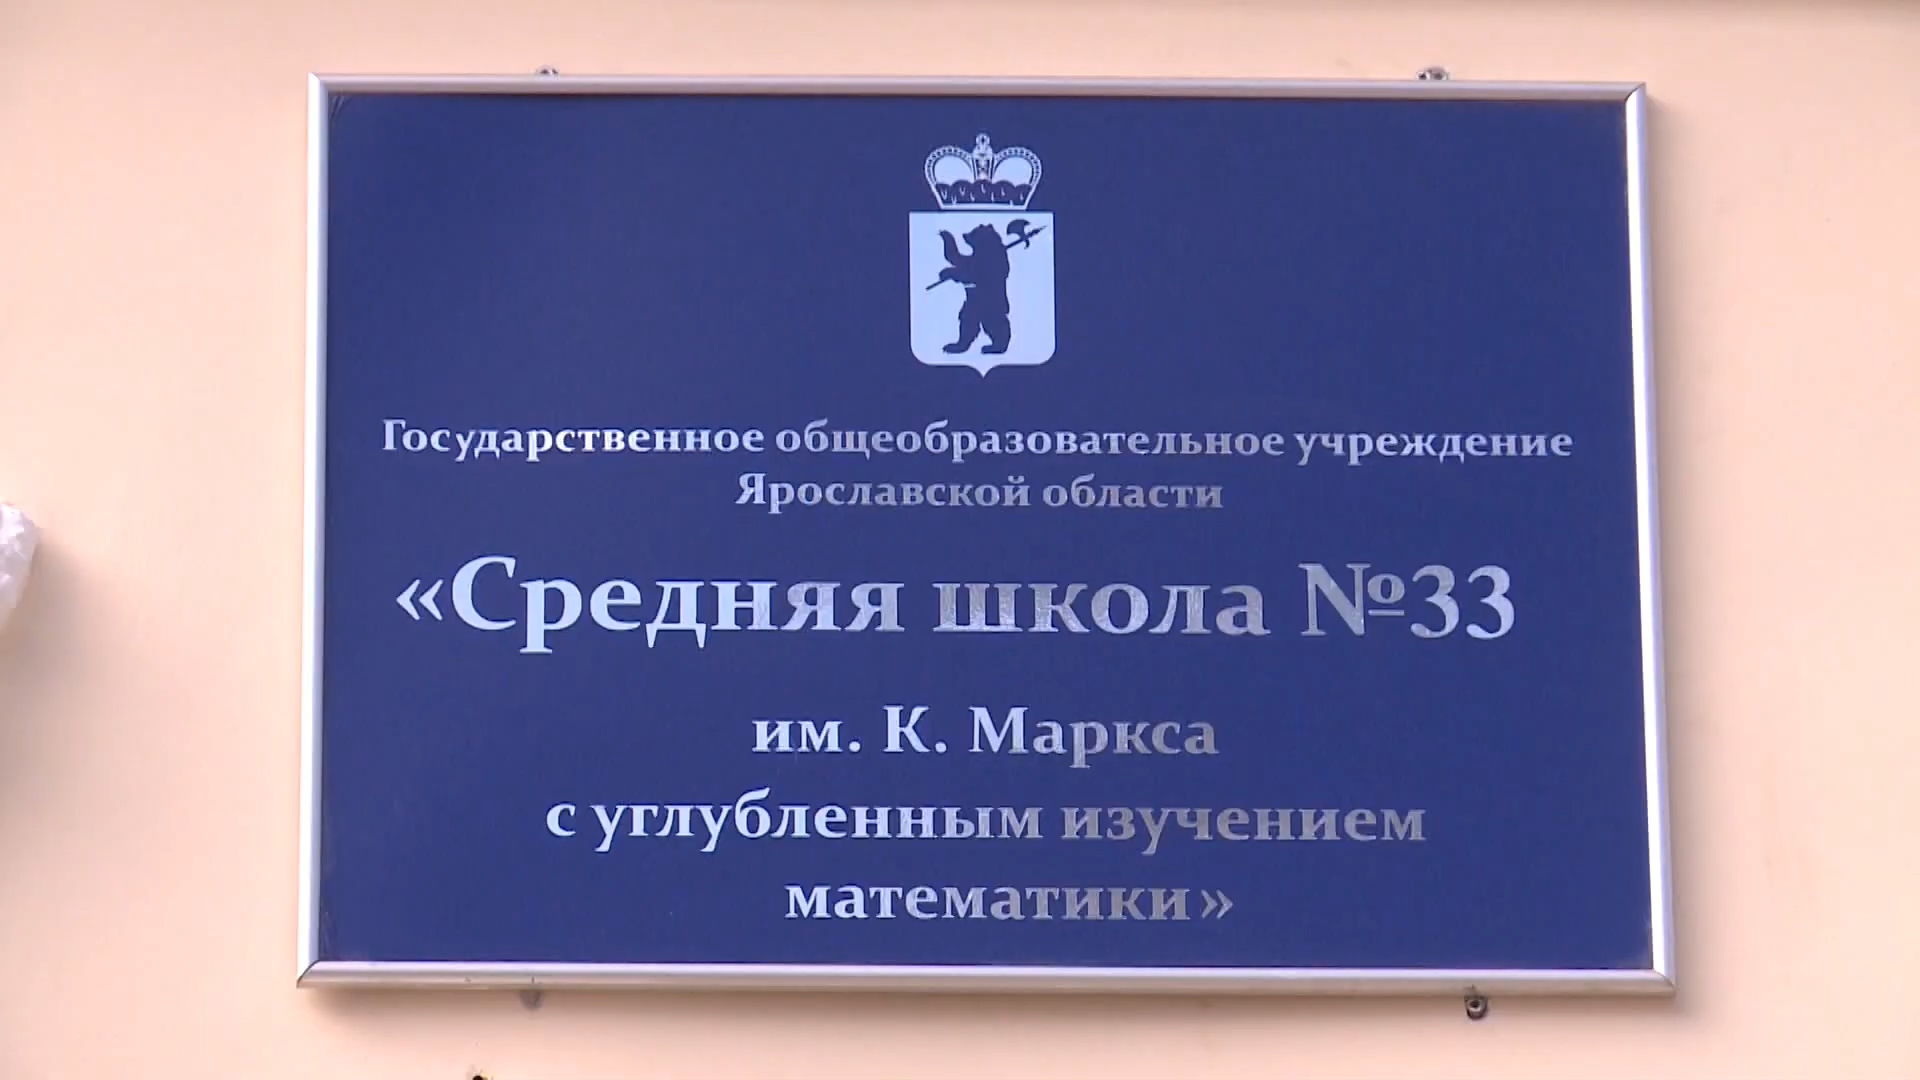 Государственное общеобразовательное учреждение
Ярославской области
«Средняя школа №33
им. К. Маркса
с углубленным изучением
математики»